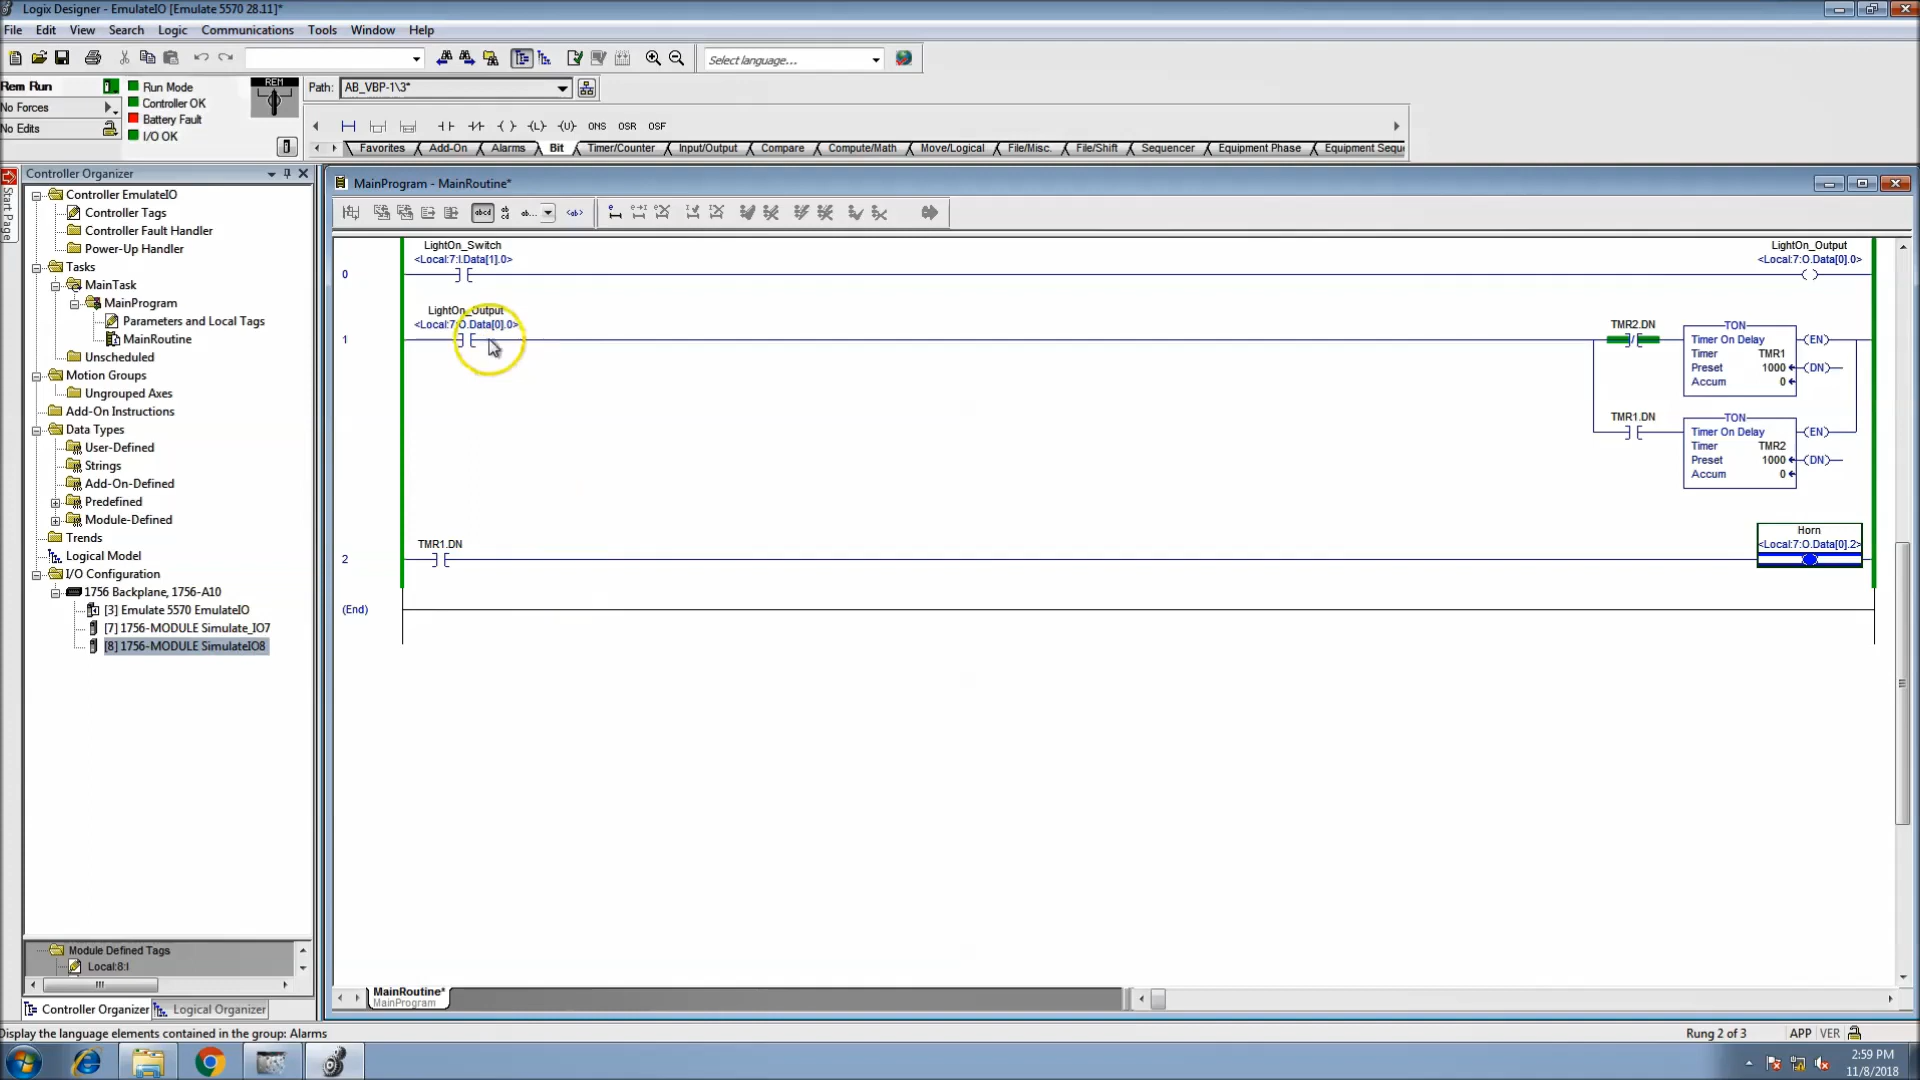 Logix Designer - EmulateIO [Emulate 5570 28.11]*
File Edit View Search Logic Communications Tools Window Help
Select language...
Rem Run
No Forces
No Edits
Run Mode
Controller OK
Battery Fault
I/O OK
REM
Path: AB_VBP-1\3*
ONS OSR OSF
Favorites Add-On Alarms Bit Timer/Counter Input/Output Compare Compute/Math Move/Logical File/Misc. File/Shift Sequencer Equipment Phase Equipment Sequ
Start Page
Controller Organizer
Controller EmulateIO
Controller Tags
Controller Fault Handler
Power-Up Handler
Tasks
MainTask
MainProgram
Parameters and Local Tags
MainRoutine
Unscheduled
Motion Groups
Ungrouped Axes
Add-On Instructions
Data Types
User-Defined
Strings
Add-On-Defined
Predefined
Module-Defined
Trends
Logical Model
I/O Configuration
1756 Backplane, 1756-A10
[3] Emulate 5570 EmulateIO
[7] 1756-MODULE Simulate_IO7
[8] 1756-MODULE SimulateIO8
Module Defined Tags
Local:8:I
Controller Organizer Logical Organizer
MainProgram - MainRoutine*
abcd ab cd ab... <ab>
LightOn_Switch
<Local:7:I.Data[1].0>
LightOn_Output
<Local:7:O.Data[0].0>
0
LightOn_Output
<Local:7:O.Data[0].0>
1
TMR2.DN
TON
Timer On Delay (EN)
Timer TMR1
Preset 1000 (DN)
Accum 0
TMR1.DN
TON
Timer On Delay (EN)
Timer TMR2
Preset 1000 (DN)
Accum 0
TMR1.DN
Horn
<Local:7:O.Data[0].2>
2
(End)
MainRoutine*
MainProgram
Display the language elements contained in the group: Alarms
Rung 2 of 3 APP VER
2:59 PM
11/8/2018